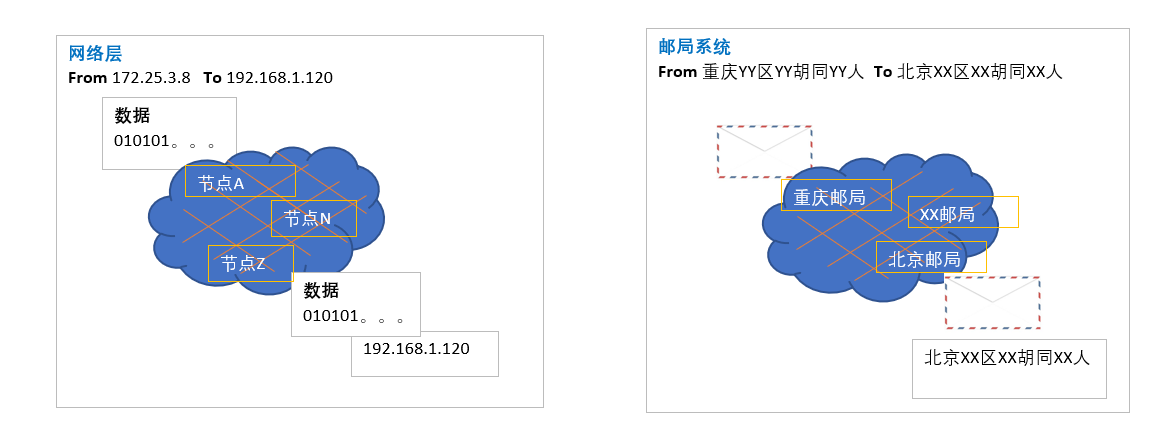 网络层
From 172.25.3.8 To 192.168.1.120
数据
010101。。。
节点A
节点N
节点Z
数据
010101。。。
192.168.1.120
邮局系统
From 重庆YY区YY胡同YY人 To 北京XX区XX胡同XX人
重庆邮局
XX邮局
北京邮局
北京XX区XX胡同XX人